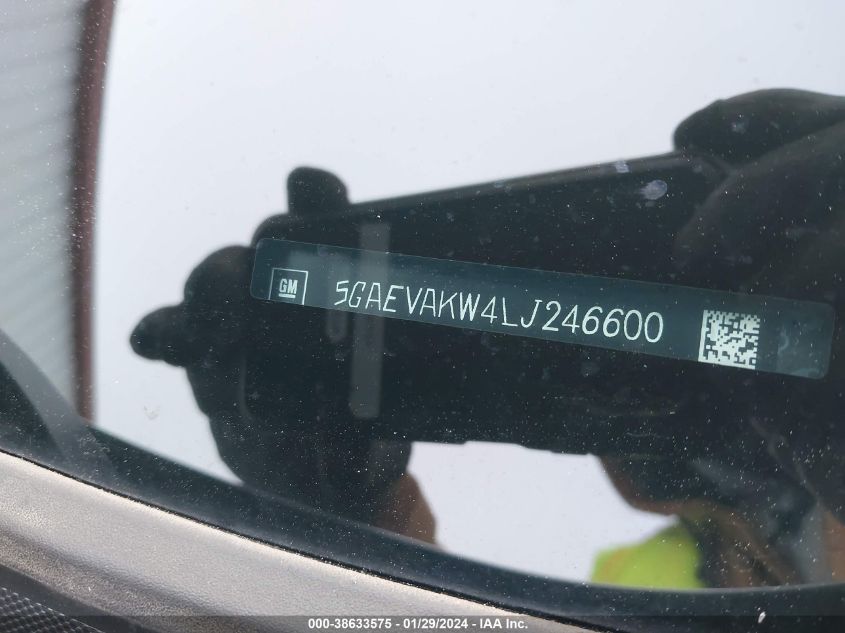 GM
5GAEVAKW4LJ246600
000-38633575 - 01/29/2024 - IAA Inc.